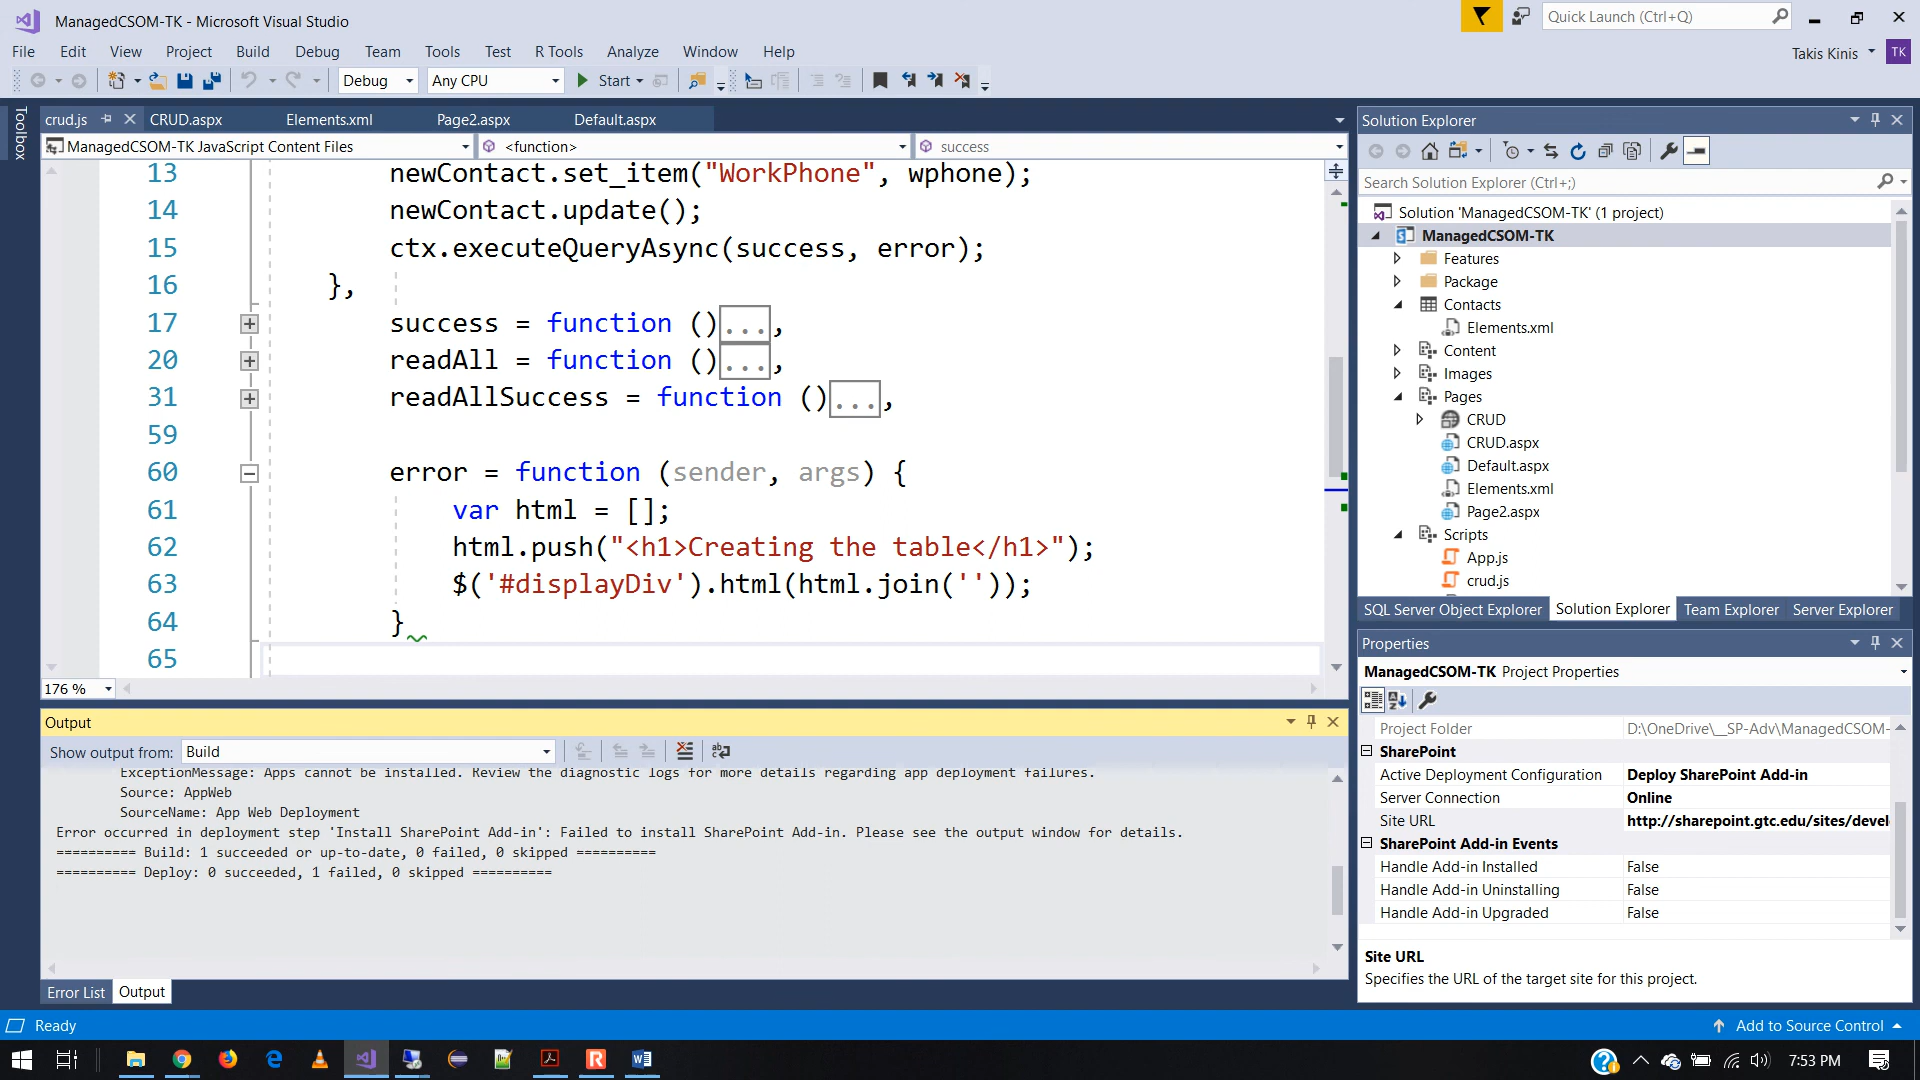 ManagedCSOM-TK - Microsoft Visual Studio
Quick Launch (Ctrl+Q)
File Edit View Project Build Debug Team Tools Test R Tools Analyze Window Help
Takis Kinis TK
Debug Any CPU Start
Toolbox
crud.js CRUD.aspx Elements.xml Page2.aspx Default.aspx
ManagedCSOM-TK JavaScript Content Files <function> success
13 newContact.set_item("WorkPhone", wphone);
14 newContact.update();
15 ctx.executeQueryAsync(success, error);
16 },
17 success = function ()...,
20 readAll = function ()...,
31 readAllSuccess = function ()...,
59
60 error = function (sender, args) {
61 var html = [];
62 html.push("<h1>Creating the table</h1>");
63 $('#displayDiv').html(html.join(''));
64 }
65
176 %
Output
Show output from: Build
ExceptionMessage: Apps cannot be installed. Review the diagnostic logs for more details regarding app deployment failures.
Source: AppWeb
SourceName: App Web Deployment
Error occurred in deployment step 'Install SharePoint Add-in': Failed to install SharePoint Add-in. Please see the output window for details.
========== Build: 1 succeeded or up-to-date, 0 failed, 0 skipped ==========
========== Deploy: 0 succeeded, 1 failed, 0 skipped ==========
Error List Output
Solution Explorer
Search Solution Explorer (Ctrl+;)
Solution 'ManagedCSOM-TK' (1 project)
ManagedCSOM-TK
Features
Package
Contacts
Elements.xml
Content
Images
Pages
CRUD
CRUD.aspx
Default.aspx
Elements.xml
Page2.aspx
Scripts
App.js
crud.js
SQL Server Object Explorer Solution Explorer Team Explorer Server Explorer
Properties
ManagedCSOM-TK Project Properties
Project Folder D:\OneDrive\__SP-Adv\ManagedCSOM-
SharePoint
Active Deployment Configuration Deploy SharePoint Add-in
Server Connection Online
Site URL http://sharepoint.gtc.edu/sites/devel
SharePoint Add-in Events
Handle Add-in Installed False
Handle Add-in Uninstalling False
Handle Add-in Upgraded False
Site URL
Specifies the URL of the target site for this project.
Ready
Add to Source Control
7:53 PM